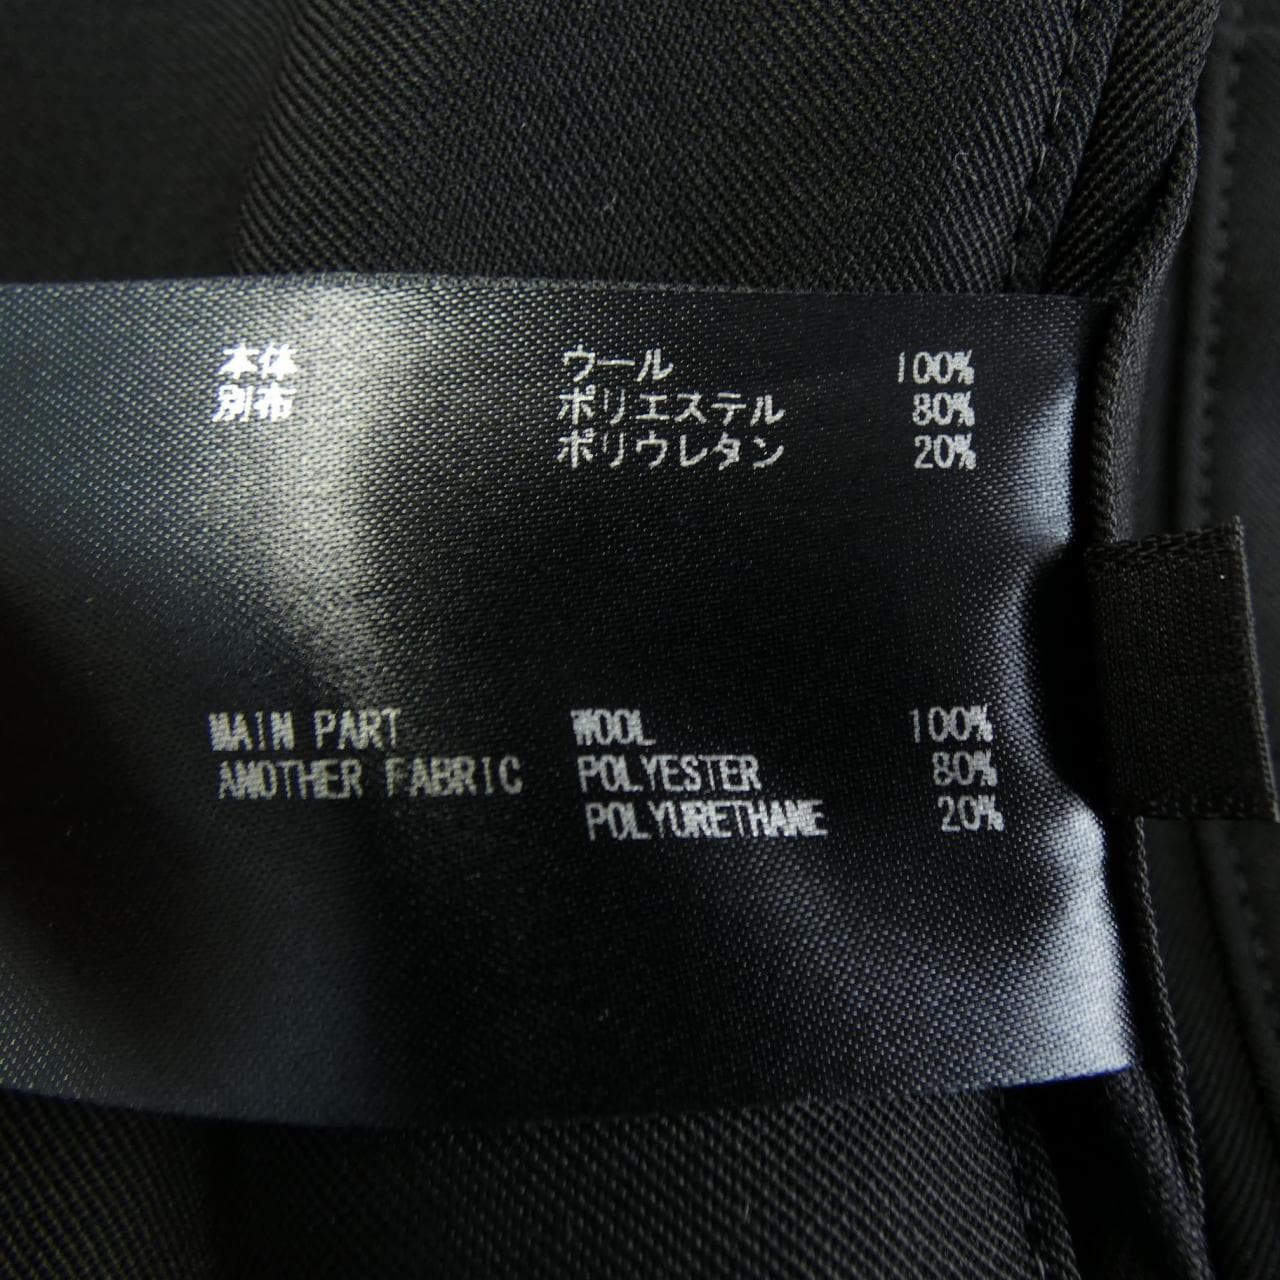 本体 ウール 100%
別布 ポリエステル 80%
ポリウレタン 20%
MAIN PART WOOL 100%
ANOTHER FABRIC POLYESTER 80%
POLYURETHANE 20%